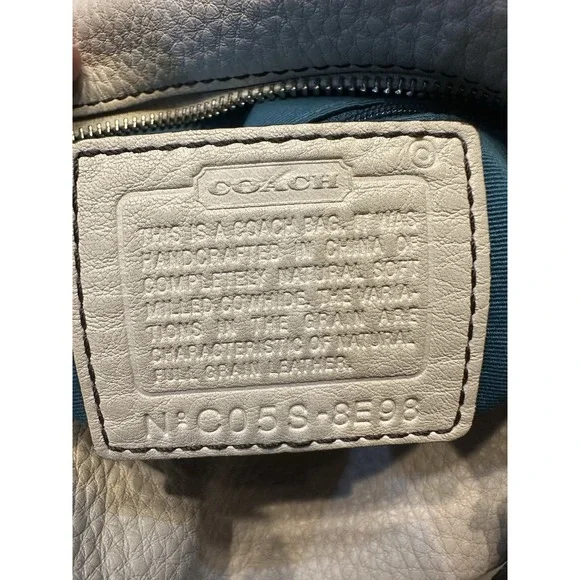 COACH
THIS IS A COACH BAG. IT WAS
HANDCRAFTED IN CHINA OF
COMPLETELY NATURAL SOFT
MILLED COWHIDE. THE VARIA-
TIONS IN THE GRAIN ARE
CHARACTERISTIC OF NATURAL
FULL GRAIN LEATHER.
Nº C05S-8E98